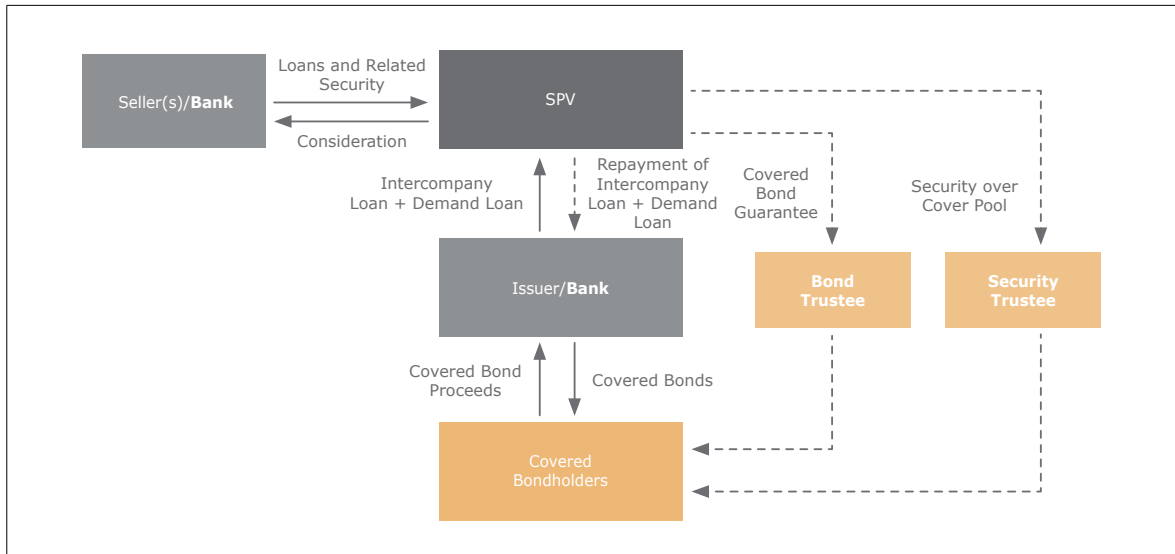 Seller(s)/Bank
Loans and Related
Security
Consideration
SPV
Intercompany
Loan + Demand Loan
Repayment of
Intercompany
Loan + Demand
Loan
Covered
Bond
Guarantee
Security over
Cover Pool
Issuer/Bank
Bond
Trustee
Security
Trustee
Covered Bond
Proceeds
Covered Bonds
Covered
Bondholders